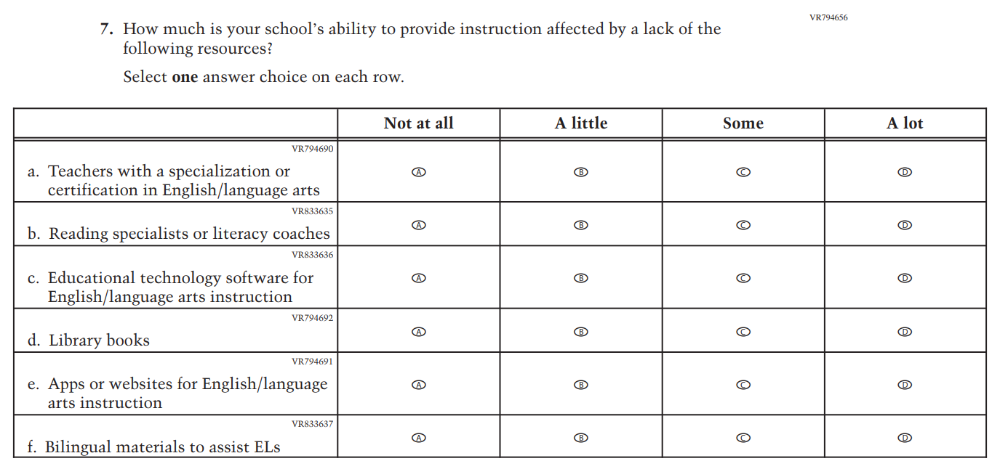 VR794656
7. How much is your school's ability to provide instruction affected by a lack of the
following resources?
Select one answer choice on each row.
Not at all A little Some A lot
VR794690
a. Teachers with a specialization or
certification in English/language arts
A B C D
VR833635
b. Reading specialists or literacy coaches
A B C D
VR833636
c. Educational technology software for
English/language arts instruction
A B C D
VR794692
d. Library books
A B C D
VR794691
e. Apps or websites for English/language
arts instruction
A B C D
VR833637
f. Bilingual materials to assist ELs
A B C D